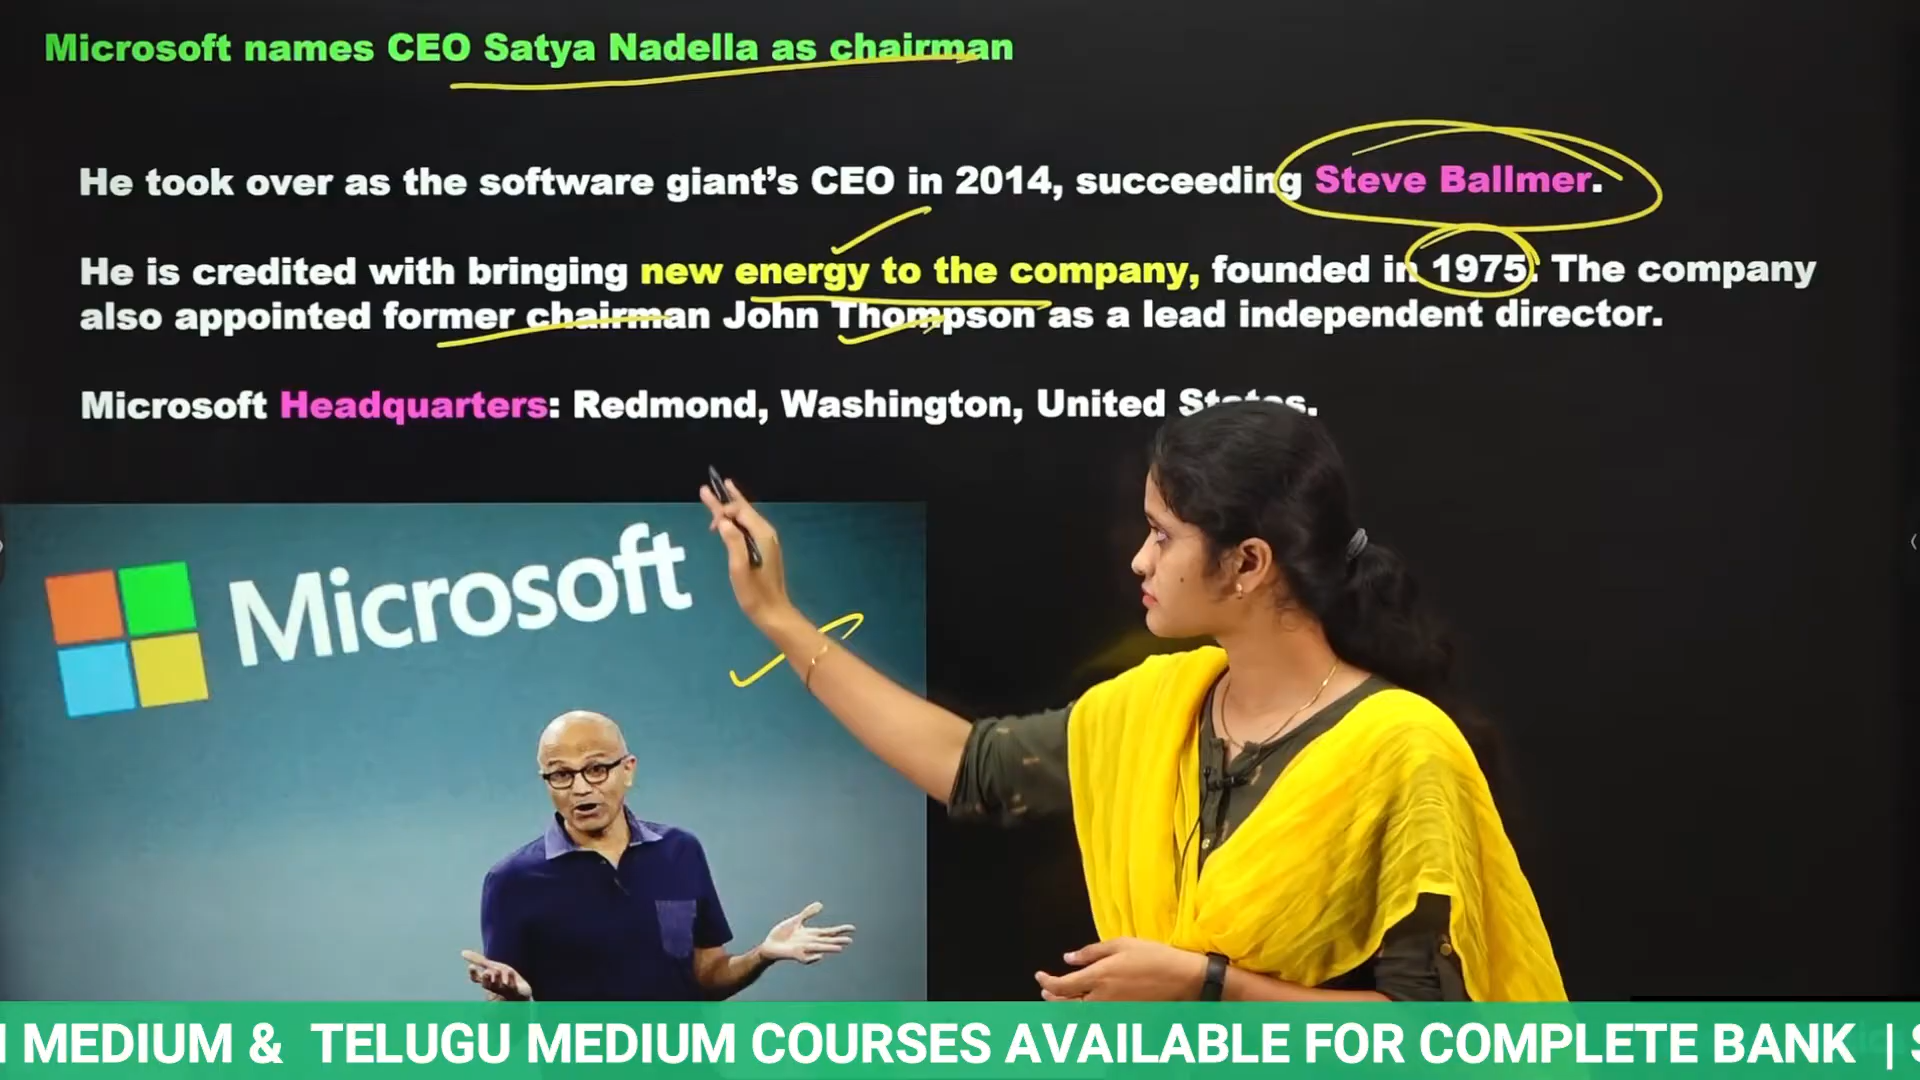 Microsoft names CEO Satya Nadella as chairman
He took over as the software giant's CEO in 2014, succeeding Steve Ballmer.
He is credited with bringing new energy to the company, founded in 1975. The company
also appointed former chairman John Thompson as a lead independent director.
Microsoft Headquarters: Redmond, Washington, United States.
Microsoft
MEDIUM & TELUGU MEDIUM COURSES AVAILABLE FOR COMPLETE BANK |